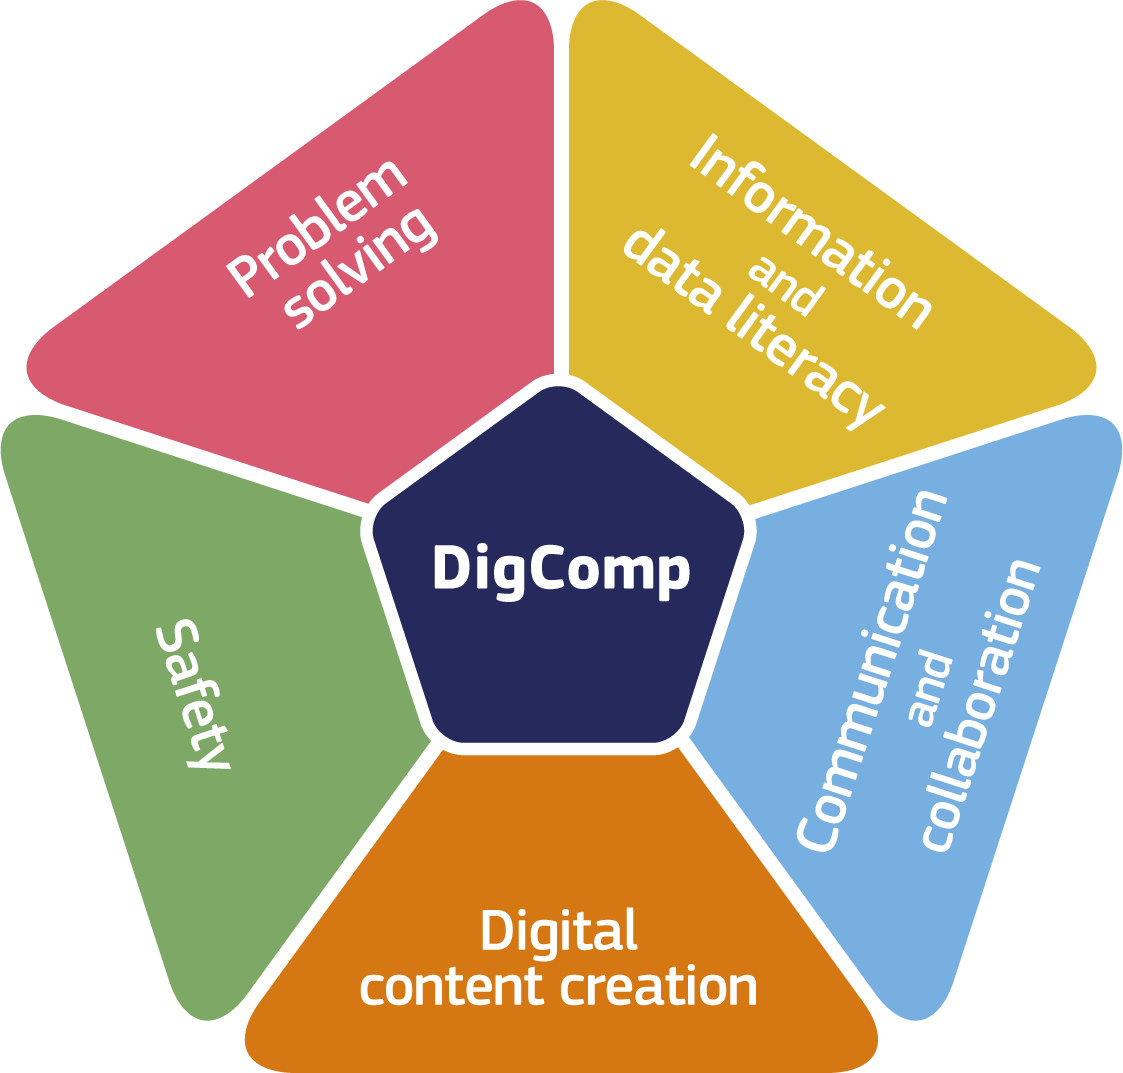 Problem
solving
Information
and
data literacy
DigComp
Safety
Communication
and
collaboration
Digital
content creation